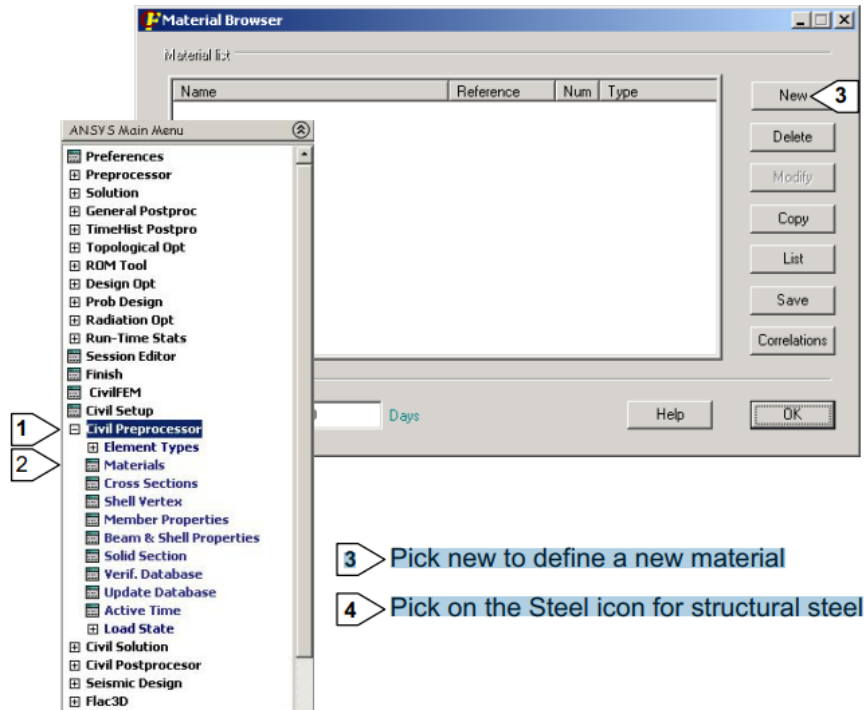 Material Browser
Material list
Name Reference Num Type
New 3
ANSYS Main Menu
Delete
Preferences
Preprocessor
Modify
Solution
General Postproc
Copy
TimeHist Postpro
Topological Opt
List
ROM Tool
Design Opt
Save
Prob Design
Radiation Opt
Run-Time Stats
Correlations
Session Editor
Finish
CivilFEM
Civil Setup
Days Help OK
1 Civil Preprocessor
Element Types
2 Materials
Cross Sections
Shell Vertex
Member Properties
Beam & Shell Properties
Solid Section
Verif. Database
Update Database
Active Time
Load State
Civil Solution
Civil Postprocesor
Seismic Design
Flac3D
3 Pick new to define a new material
4 Pick on the Steel icon for structural steel